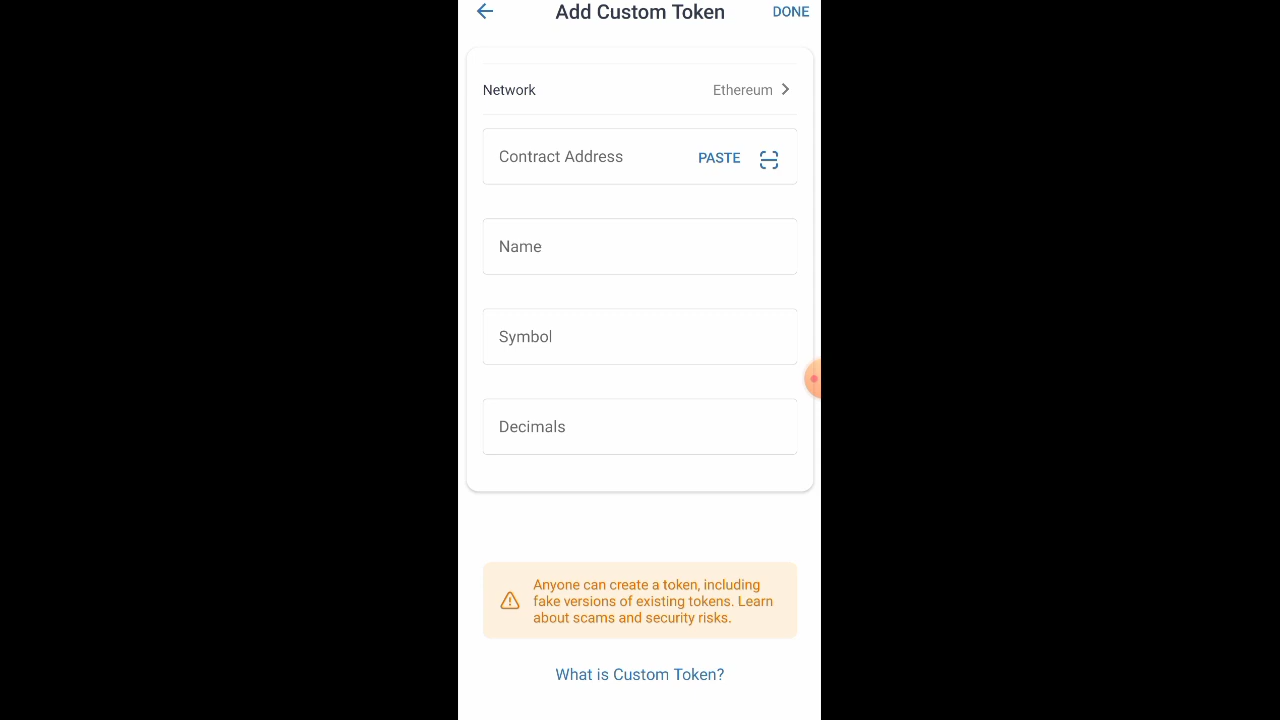 Add Custom Token
DONE
Network
Ethereum
Contract Address
PASTE
Name
Symbol
Decimals
Anyone can create a token, including
fake versions of existing tokens. Learn
about scams and security risks.
What is Custom Token?